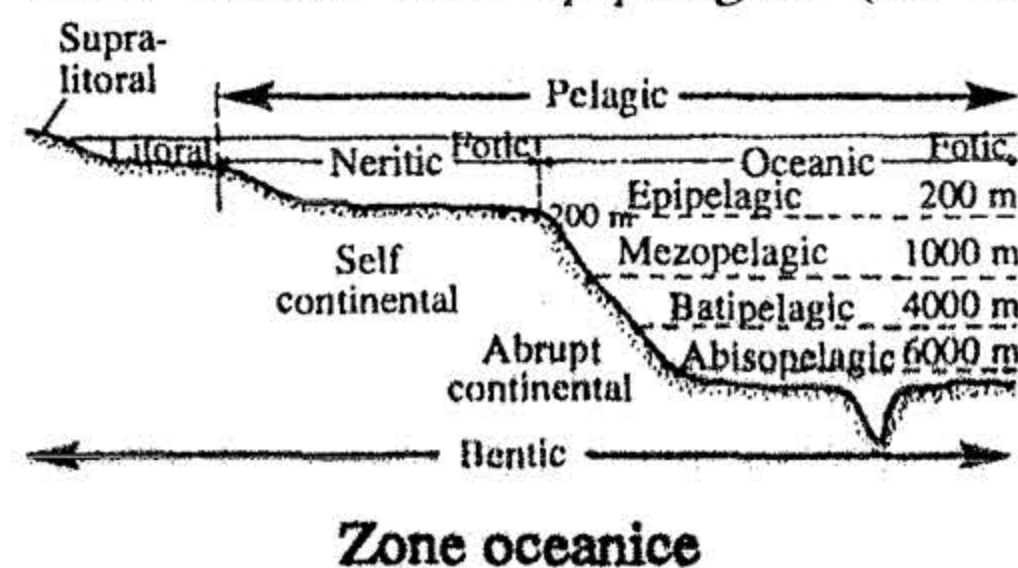 Supra-
litoral
Pelagic
Litoral
Neritic
Fotic
Oceanic
Fotic
200 m
Epipelagic 200 m
Mezopelagic 1000 m
Batipelagic 4000 m
Abisopelagic 6000 m
Self
continental
Abrupt
continental
Bentic
Zone oceanice